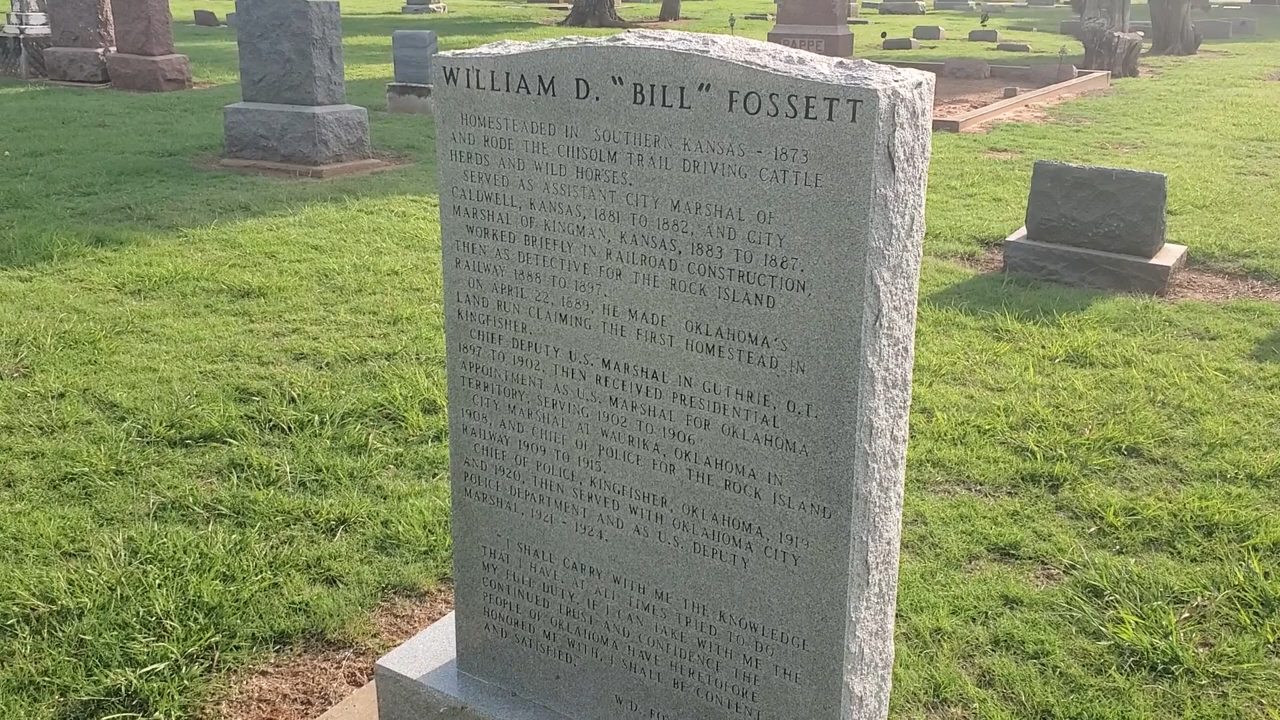 WILLIAM D. "BILL" FOSSETT
HOMESTEADED IN SOUTHERN KANSAS - 1873
AND RODE THE CHISOLM TRAIL DRIVING CATTLE
HERDS AND WILD HORSES.
SERVED AS ASSISTANT CITY MARSHAL OF
CALDWELL, KANSAS, 1881 TO 1882, AND CITY
MARSHAL OF KINGMAN, KANSAS, 1883 TO 1887.
WORKED BRIEFLY IN RAILROAD CONSTRUCTION,
THEN AS DETECTIVE FOR THE ROCK ISLAND
RAILWAY 1888 TO 1897.
ON APRIL 22, 1889, HE MADE OKLAHOMA'S
LAND RUN CLAIMING THE FIRST HOMESTEAD IN
KINGFISHER.
CHIEF DEPUTY U.S. MARSHAL IN GUTHRIE, O.T.
1897 TO 1902, THEN RECEIVED PRESIDENTIAL
APPOINTMENT AS U.S. MARSHAL FOR OKLAHOMA
TERRITORY, SERVING 1902 TO 1906
CITY MARSHAL AT WAURIKA, OKLAHOMA IN
1908, AND CHIEF OF POLICE FOR THE ROCK ISLAND
RAILWAY 1909 TO 1915.
CHIEF OF POLICE, KINGFISHER, OKLAHOMA, 1919
AND 1920, THEN SERVED WITH OKLAHOMA CITY
POLICE DEPARTMENT AND AS U.S. DEPUTY
MARSHAL, 1921 - 1924.
"I SHALL CARRY WITH ME THE KNOWLEDGE
THAT I HAVE AT ALL TIMES TRIED TO DO
MY FULL DUTY. IF I CAN TAKE WITH ME THE
CONTINUED TRUST AND CONFIDENCE THE
PEOPLE OF OKLAHOMA HAVE HERETOFORE
HONORED ME WITH, I SHALL BE CONTENT
AND SATISFIED."
W.D. FO